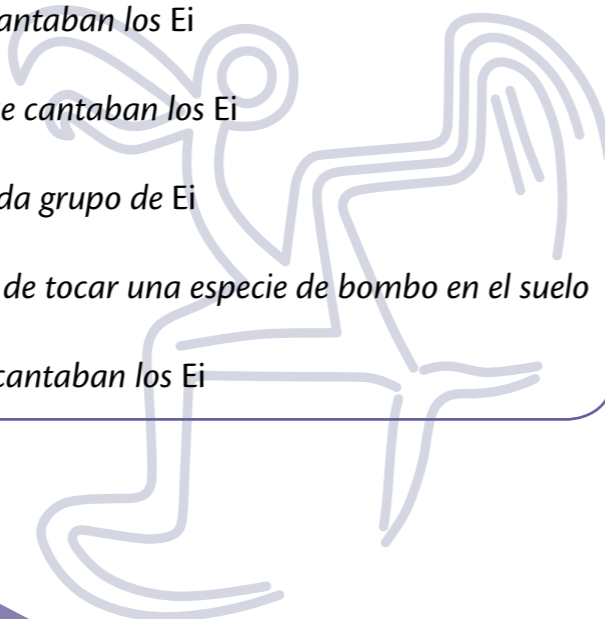 cantaban los Ei
e cantaban los Ei
da grupo de Ei
de tocar una especie de bombo en el suelo
cantaban los Ei